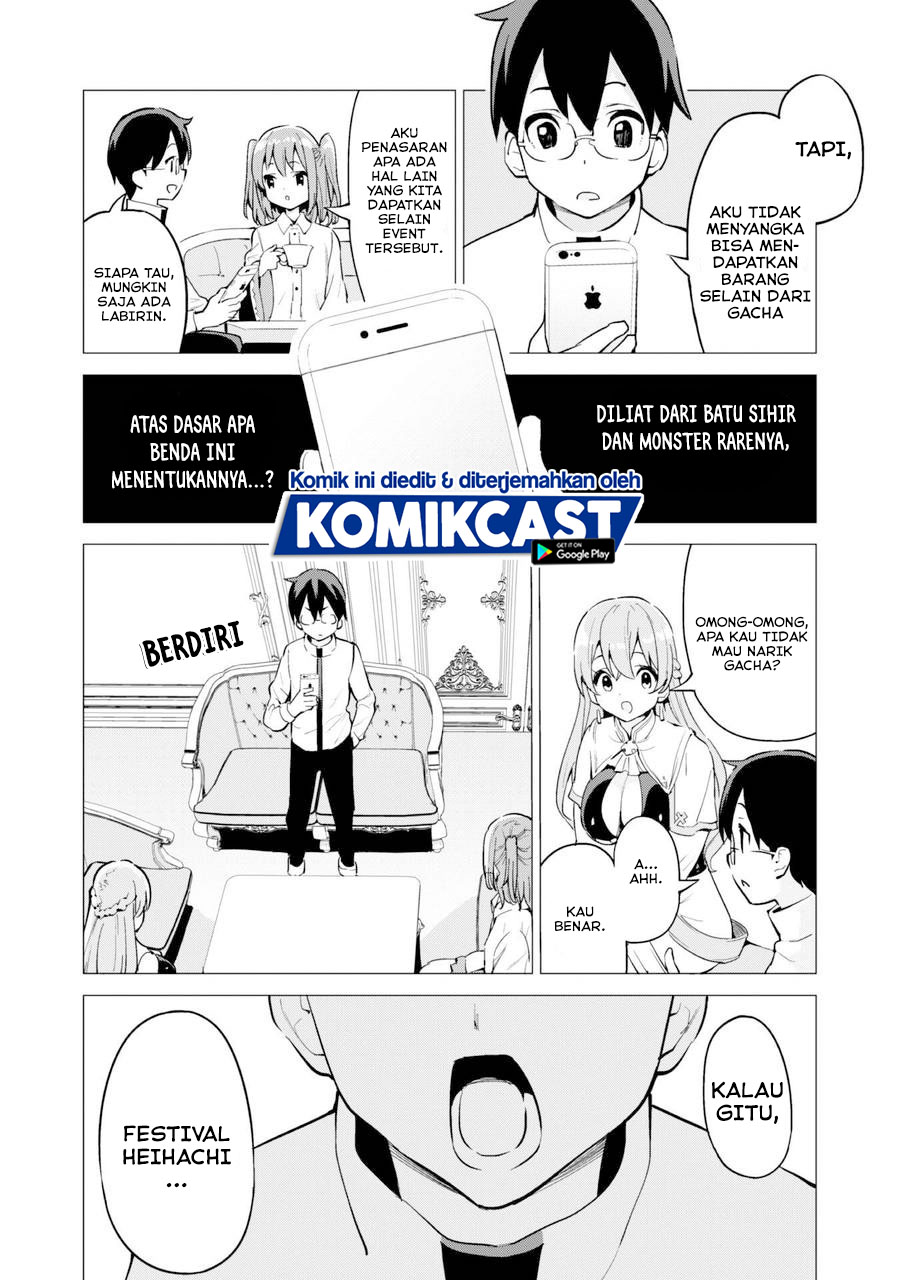 TAPI,
AKU TIDAK
MENYANGKA
BISA MEN-
DAPATKAN
BARANG
SELAIN DARI
GACHA
AKU
PENASARAN
APA ADA
HAL LAIN
YANG KITA
DAPATKAN
SELAIN
EVENT
TERSEBUT.
SIAPA TAU,
MUNGKIN
SAJA ADA
LABIRIN.
DILIAT DARI BATU SIHIR
DAN MONSTER RARENYA,
ATAS DASAR APA
BENDA INI
MENENTUKANNYA...?
Komik ini diedit & diterjemahkan oleh
KOMIKCAST
GET IT ON
Google Play
OMONG-OMONG,
APA KAU TIDAK
MAU NARIK
GACHA?
A...
AHH.
KAU
BENAR.
BERDIRI
KALAU
GITU,
FESTIVAL
HEIHACHI
...